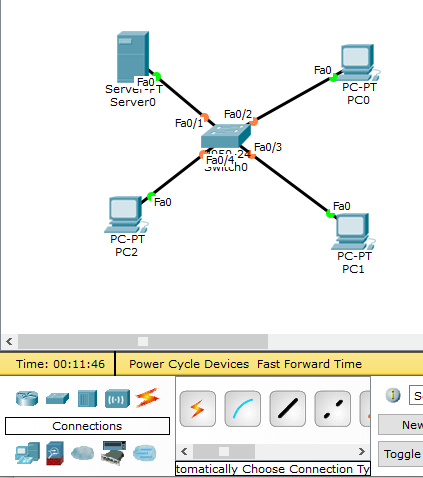 Fa0
Server-PT
Server0
Fa0
PC-PT
PC0
Fa0/1
Fa0/2
Fa0/3
Fa0/4
Switch0
Fa0
PC-PT
PC2
Fa0
PC-PT
PC1
Time: 00:11:46
Power Cycle Devices Fast Forward Time
Connections
New
Toggle
tomatically Choose Connection Ty